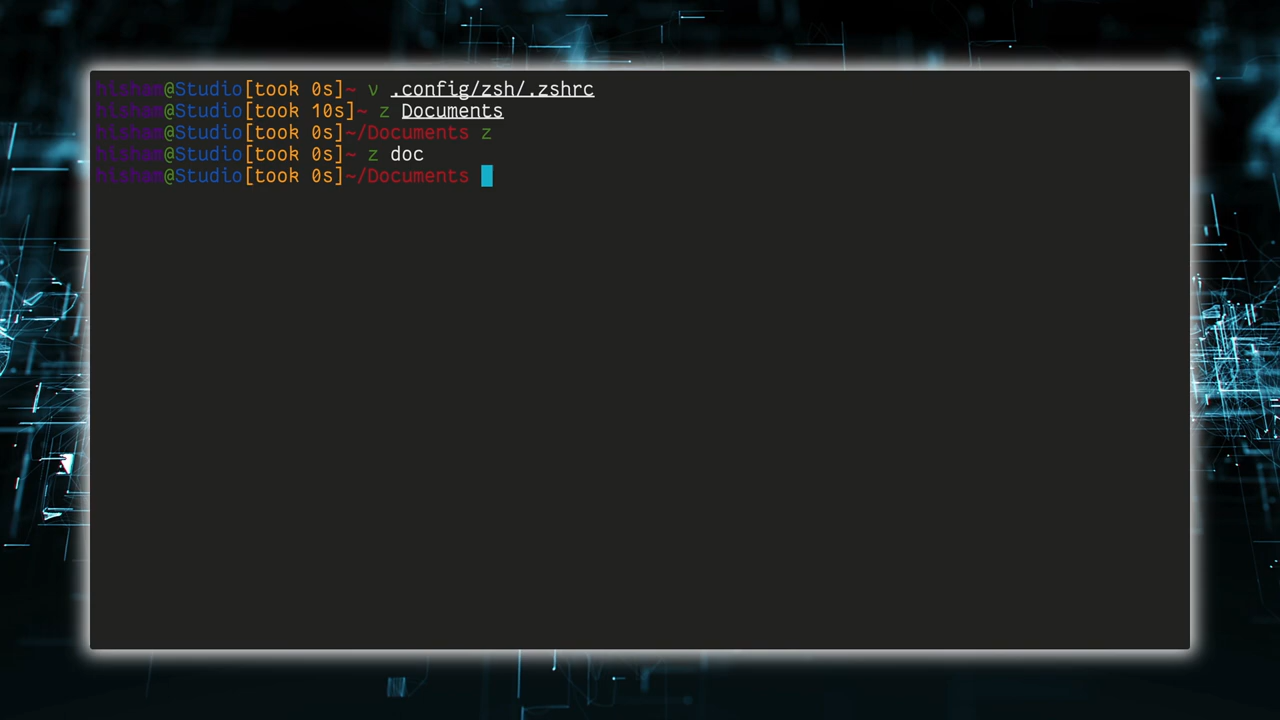 hisham@Studio[took 0s]~ v .config/zsh/.zshrc
hisham@Studio[took 10s]~ z Documents
hisham@Studio[took 0s]~/Documents z
hisham@Studio[took 0s]~ z doc
hisham@Studio[took 0s]~/Documents